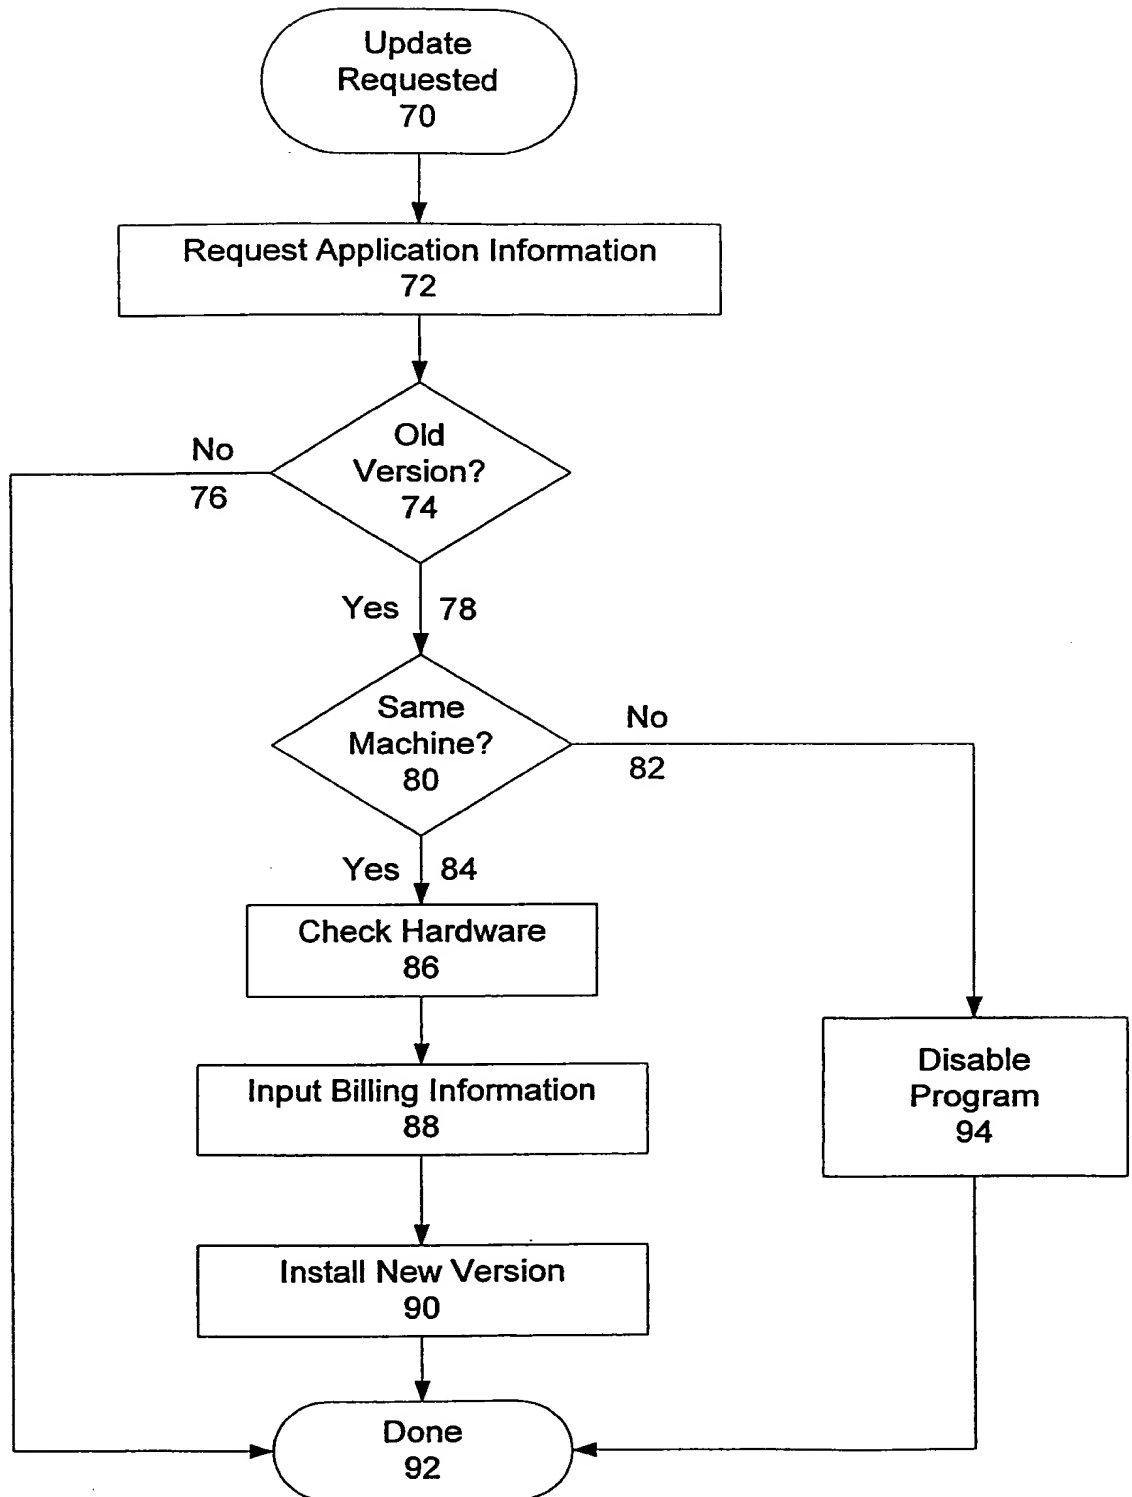 Update
Requested
70
Request Application Information
72
Old
Version?
74
No
76
Yes 78
Same
Machine?
80
No
82
Yes 84
Check Hardware
86
Input Billing Information
88
Disable
Program
94
Install New Version
90
Done
92